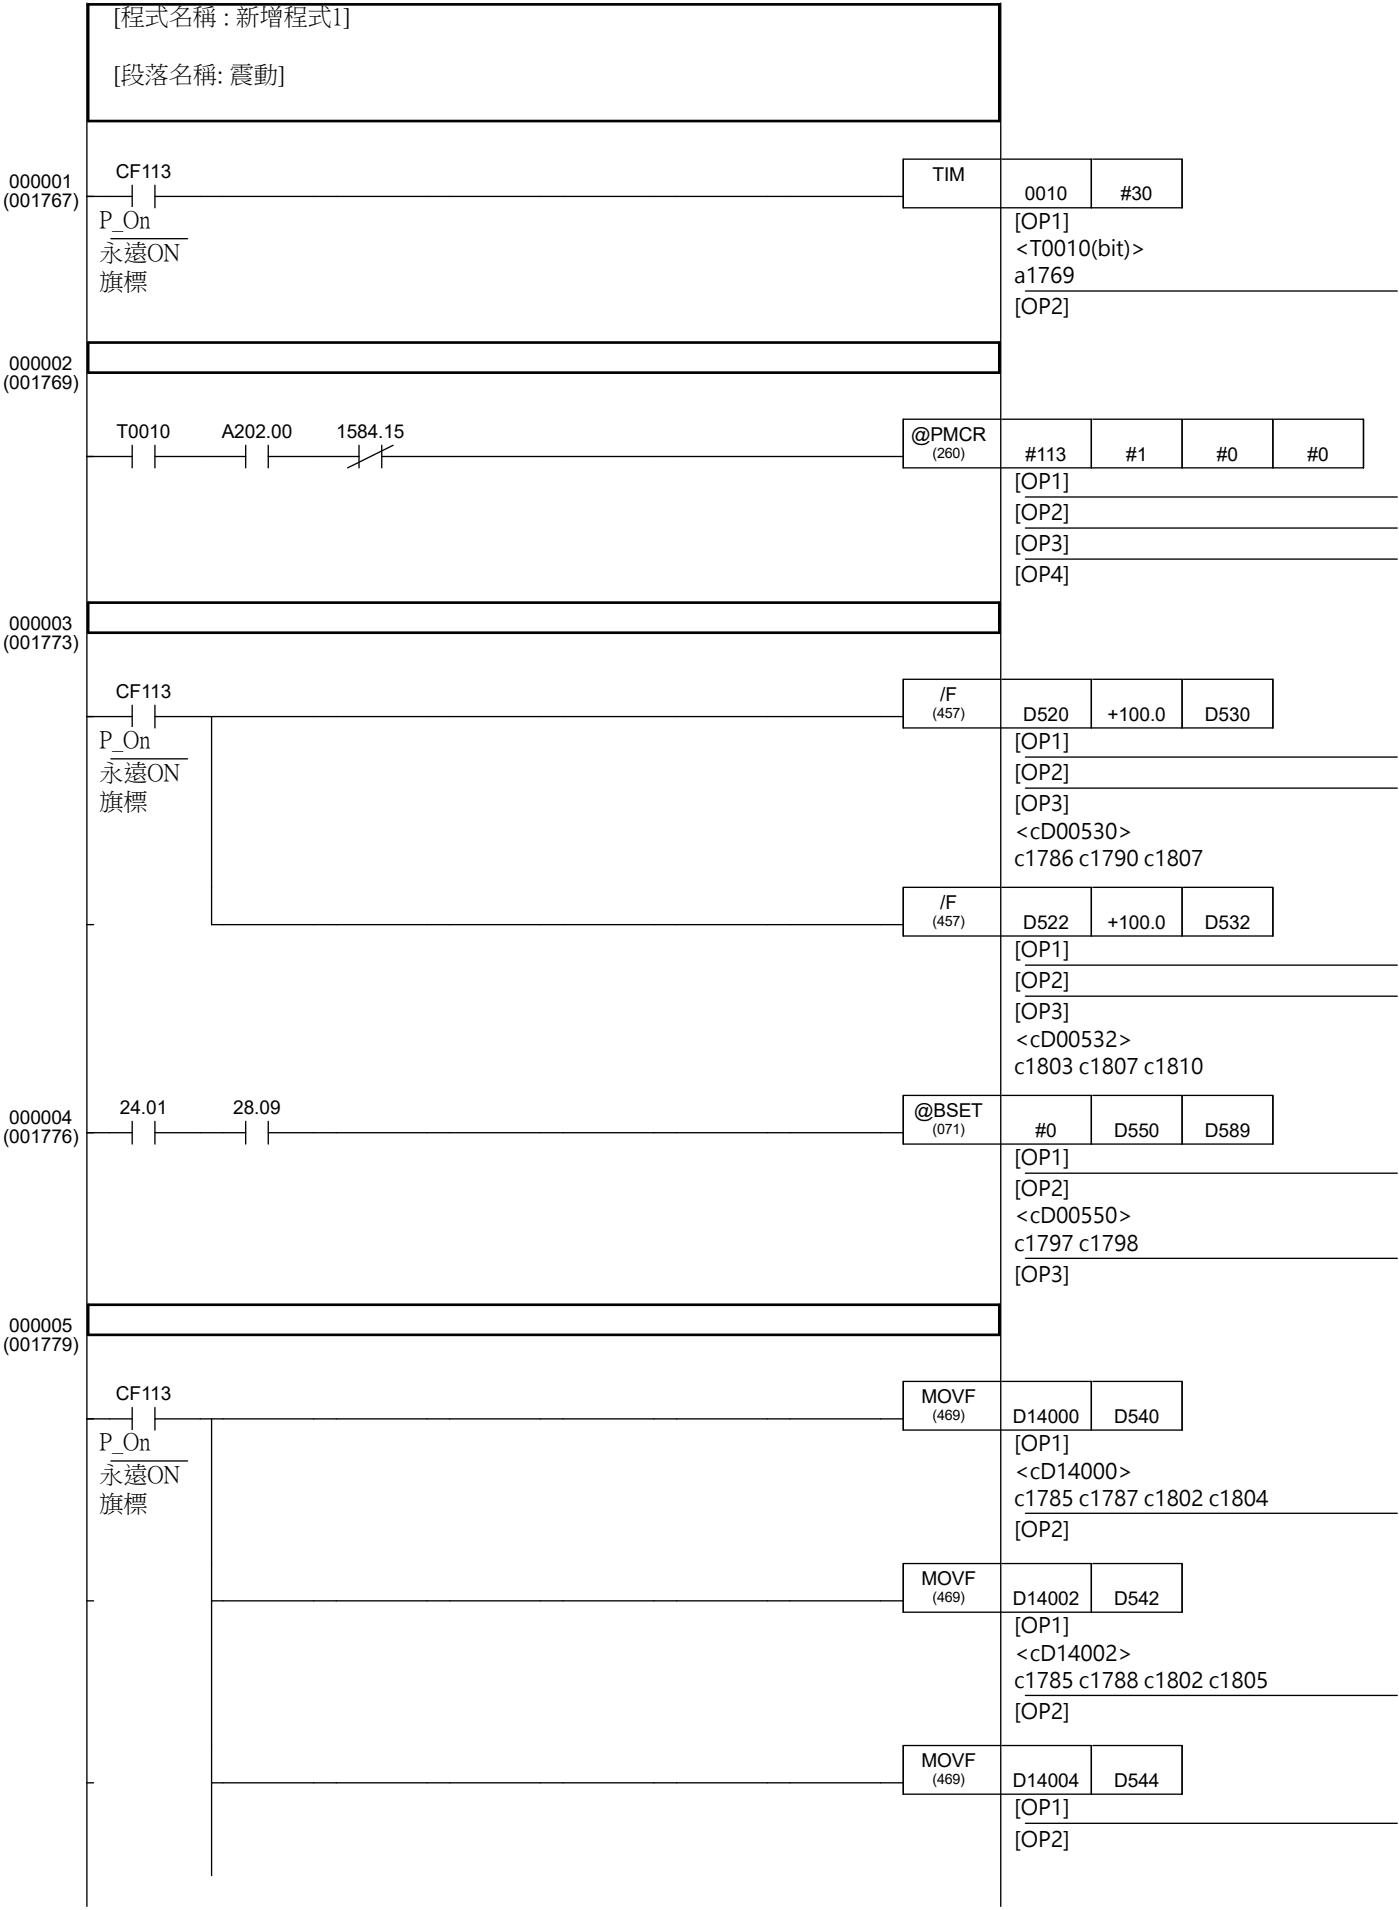 [程式名稱 : 新增程式1]
[段落名稱: 震動]
000001
(001767)
CF113
P_On
永遠ON
旗標
TIM
0010 #30
[OP1]
<T0010(bit)>
a1769
[OP2]
000002
(001769)
T0010 A202.00 1584.15
@PMCR
(260)
#113 #1 #0 #0
[OP1]
[OP2]
[OP3]
[OP4]
000003
(001773)
CF113
P_On
永遠ON
旗標
/F
(457)
D520 +100.0 D530
[OP1]
[OP2]
[OP3]
<cD00530>
c1786 c1790 c1807
/F
(457)
D522 +100.0 D532
[OP1]
[OP2]
[OP3]
<cD00532>
c1803 c1807 c1810
000004
(001776)
24.01 28.09
@BSET
(071)
#0 D550 D589
[OP1]
[OP2]
<cD00550>
c1797 c1798
[OP3]
000005
(001779)
CF113
P_On
永遠ON
旗標
MOVF
(469)
D14000 D540
[OP1]
<cD14000>
c1785 c1787 c1802 c1804
[OP2]
MOVF
(469)
D14002 D542
[OP1]
<cD14002>
c1785 c1788 c1802 c1805
[OP2]
MOVF
(469)
D14004 D544
[OP1]
[OP2]